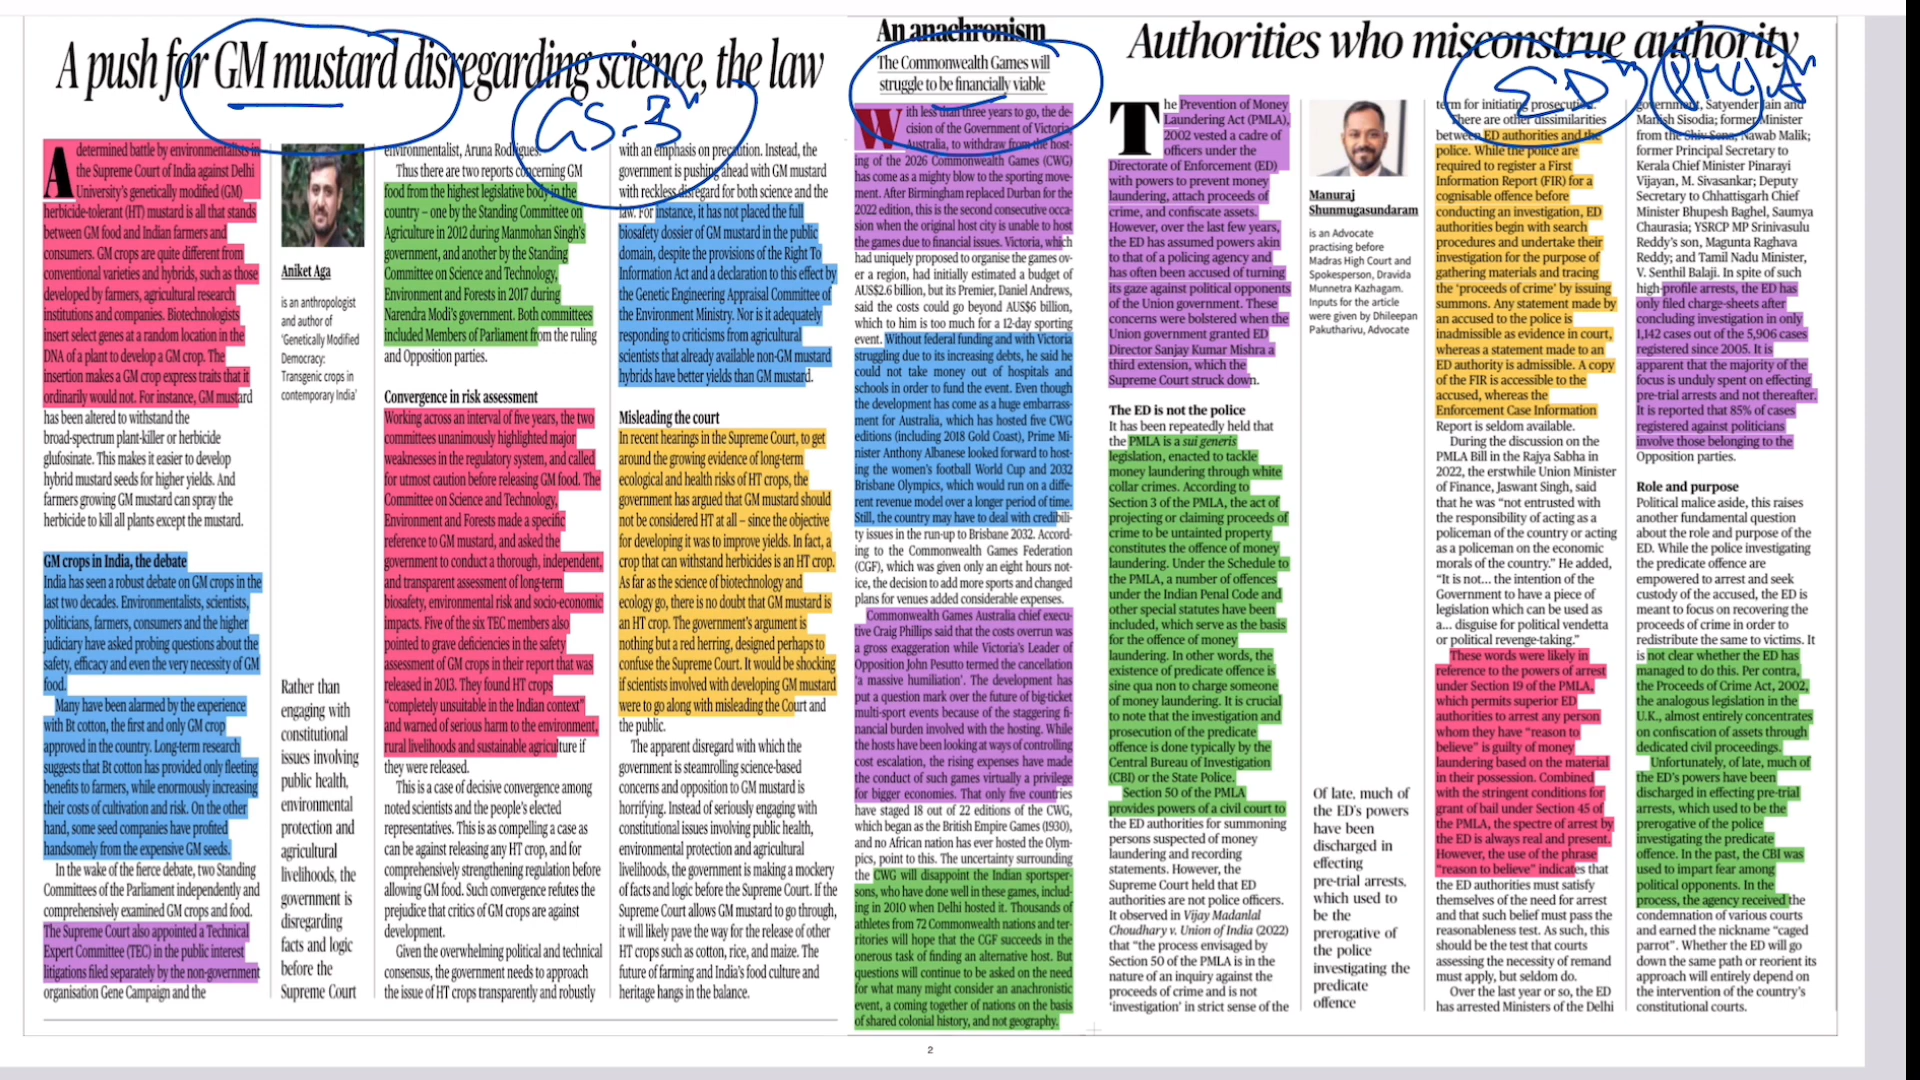 A push for GM mustard disregarding science, the law
GS-3
A determined battle by environmentalists in
the Supreme Court of India against Delhi
University's genetically modified (GM)
herbicide-tolerant (HT) mustard is all that stands
between GM food and Indian farmers and
consumers. GM crops are quite different from
conventional varieties and hybrids, such as those
developed by farmers, agricultural research
institutions and companies. Biotechnologists
insert select genes at a random location in the
DNA of a plant to develop a GM crop. The
insertion makes a GM crop express traits that it
ordinarily would not. For instance, GM mustard
has been altered to withstand the
broad-spectrum plant-killer or herbicide
glufosinate. This makes it easier to develop
hybrid mustard seeds for higher yields. And
farmers growing GM mustard can spray the
herbicide to kill all plants except the mustard.
GM crops in India, the debate
India has seen a robust debate on GM crops in the
last two decades. Environmentalists, scientists,
politicians, farmers, consumers and the higher
judiciary have asked probing questions about the
safety, efficacy and even the very necessity of GM
food.
Many have been alarmed by the experience
with Bt cotton, the first and only GM crop
approved in the country. Long-term research
suggests that Bt cotton has provided only fleeting
benefits to farmers, while enormously increasing
their costs of cultivation and risk. On the other
hand, some seed companies have profited
handsomely from the expensive GM seeds.
In the wake of the fierce debate, two Standing
Committees of the Parliament independently and
comprehensively examined GM crops and food.
The Supreme Court also appointed a Technical
Expert Committee (TEC) in the public interest
litigations filed separately by the non-government
organisation Gene Campaign and the
Aniket Aga
is an anthropologist
and author of
'Genetically Modified
Democracy:
Transgenic crops in
contemporary India'
Rather than
engaging with
constitutional
issues involving
public health,
environmental
protection and
agricultural
livelihoods, the
government is
disregarding
facts and logic
before the
Supreme Court
environmentalist, Aruna Rodrigues.
Thus there are two reports concerning GM
food from the highest legislative body in the
country – one by the Standing Committee on
Agriculture in 2012 during Manmohan Singh's
government, and another by the Standing
Committee on Science and Technology,
Environment and Forests in 2017 during
Narendra Modi's government. Both committees
included Members of Parliament from the ruling
and Opposition parties.
Convergence in risk assessment
Working across an interval of five years, the two
committees unanimously highlighted major
weaknesses in the regulatory system, and called
for utmost caution before releasing GM food. The
Committee on Science and Technology,
Environment and Forests made a specific
reference to GM mustard, and asked the
government to conduct a thorough, independent,
and transparent assessment of long-term
biosafety, environmental risk and socio-economic
impacts. Five of the six TEC members also
pointed to grave deficiencies in the safety
assessment of GM crops in their report that was
released in 2013. They found HT crops
"completely unsuitable in the Indian context"
and warned of serious harm to the environment,
rural livelihoods and sustainable agriculture if
they were released.
This is a case of decisive convergence among
noted scientists and the people's elected
representatives. This is as compelling a case as
can be against releasing any HT crop, and for
comprehensively strengthening regulation before
allowing GM food. Such convergence refutes the
prejudice that critics of GM crops are against
development.
Given the overwhelming political and technical
consensus, the government needs to approach
the issue of HT crops transparently and robustly
with an emphasis on precaution. Instead, the
government is pushing ahead with GM mustard
with reckless disregard for both science and the
law. For instance, it has not placed the full
biosafety dossier of GM mustard in the public
domain, despite the provisions of the Right To
Information Act and a declaration to this effect by
the Genetic Engineering Appraisal Committee of
the Environment Ministry. Nor is it adequately
responding to criticisms from agricultural
scientists that already available non-GM mustard
hybrids have better yields than GM mustard.
Misleading the court
In recent hearings in the Supreme Court, to get
around the growing evidence of long-term
ecological and health risks of HT crops, the
government has argued that GM mustard should
not be considered HT at all – since the objective
for developing it was to improve yields. In fact, a
crop that can withstand herbicides is an HT crop.
As far as the science of biotechnology and
ecology go, there is no doubt that GM mustard is
an HT crop. The government's argument is
nothing but a red herring, designed perhaps to
confuse the Supreme Court. It would be shocking
if scientists involved with developing GM mustard
were to go along with misleading the Court and
the public.
The apparent disregard with which the
government is steamrolling science-based
concerns and opposition to GM mustard is
horrifying. Instead of seriously engaging with
constitutional issues involving public health,
environmental protection and agricultural
livelihoods, the government is making a mockery
of facts and logic before the Supreme Court. If the
Supreme Court allows GM mustard to go through,
it will likely pave the way for the release of other
HT crops such as cotton, rice, and maize. The
future of farming and India's food culture and
heritage hangs in the balance.
An anachronism
The Commonwealth Games will
struggle to be financially viable
With less than three years to go, the de-
cision of the Government of Victoria,
Australia, to withdraw from the host-
ing of the 2026 Commonwealth Games (CWG)
has come as a mighty blow to the sporting move-
ment. After Birmingham replaced Durban for the
2022 edition, this is the second consecutive occa-
sion when the original host city is unable to host
the games due to financial issues. Victoria, which
had uniquely proposed to organise the games ov-
er a region, had initially estimated a budget of
AUS$2.6 billion, but its Premier, Daniel Andrews,
said the costs could go beyond AUS$6 billion,
which to him is too much for a 12-day sporting
event. Without federal funding and with Victoria
struggling due to its increasing debts, he said he
could not take money out of hospitals and
schools in order to fund the event. Even though
the development has come as a huge embarrass-
ment for Australia, which has hosted five CWG
editions (including 2018 Gold Coast), Prime Mi-
nister Anthony Albanese looked forward to host-
ing the women's football World Cup and 2032
Brisbane Olympics, which would run on a diffe-
rent revenue model over a longer period of time.
Still, the country may have to deal with credibili-
ty issues in the run-up to Brisbane 2032. Accord-
ing to the Commonwealth Games Federation
(CGF), which was given only an eight hours not-
ice, the decision to add more sports and changed
plans for venues added considerable expenses.
Commonwealth Games Australia chief execu-
tive Craig Phillips said that the costs overrun was
a gross exaggeration while Victoria's Leader of
Opposition John Pesutto termed the cancellation
'a massive humiliation'. The development has
put a question mark over the future of big-ticket
multi-sport events because of the staggering fi-
nancial burden involved with the hosting. While
the hosts have been looking at ways of controlling
cost escalation, the rising expenses have made
the conduct of such games virtually a privilege
for bigger economies. That only five countries
have staged 18 out of 22 editions of the CWG,
which began as the British Empire Games (1930),
and no African nation has ever hosted the Olym-
pics, point to this. The uncertainty surrounding
the CWG will disappoint the Indian sportsper-
sons, who have done well in these games, includ-
ing in 2010 when Delhi hosted it. Thousands of
athletes from 72 Commonwealth nations and ter-
ritories will hope that the CGF succeeds in the
onerous task of finding an alternative host. But
questions will continue to be asked on the need
for what many might consider an anachronistic
event, a coming together of nations on the basis
of shared colonial history, and not geography.
Authorities who misconstrue authority
ED
PMLA
The Prevention of Money
Laundering Act (PMLA),
2002 vested a cadre of
officers under the
Directorate of Enforcement (ED)
with powers to prevent money
laundering, attach proceeds of
crime, and confiscate assets.
However, over the last few years,
the ED has assumed powers akin
to that of a policing agency and
has often been accused of turning
its gaze against political opponents
of the Union government. These
concerns were bolstered when the
Union government granted ED
Director Sanjay Kumar Mishra a
third extension, which the
Supreme Court struck down.
The ED is not the police
It has been repeatedly held that
the PMLA is a sui generis
legislation, enacted to tackle
money laundering through white
collar crimes. According to
Section 3 of the PMLA, the act of
projecting or claiming proceeds of
crime to be untainted property
constitutes the offence of money
laundering. Under the Schedule to
the PMLA, a number of offences
under the Indian Penal Code and
other special statutes have been
included, which serve as the basis
for the offence of money
laundering. In other words, the
existence of predicate offence is
sine qua non to charge someone
of money laundering. It is crucial
to note that the investigation and
prosecution of the predicate
offence is done typically by the
Central Bureau of Investigation
(CBI) or the State Police.
Section 50 of the PMLA
provides powers of a civil court to
the ED authorities for summoning
persons suspected of money
laundering and recording
statements. However, the
Supreme Court held that ED
authorities are not police officers.
It observed in Vijay Madanlal
Choudhary v. Union of India (2022)
that "the process envisaged by
Section 50 of the PMLA is in the
nature of an inquiry against the
proceeds of crime and is not
'investigation' in strict sense of the
Manuraj
Shunmugasundaram
is an Advocate
practising before
Madras High Court and
Spokesperson, Dravida
Munnetra Kazhagam.
Inputs for the article
were given by Dhileepan
Pakutharivu, Advocate
Of late, much of
the ED's powers
have been
discharged in
effecting
pre-trial arrests,
which used to
be the
prerogative of
the police
investigating the
predicate
offence
term for initiating prosecution."
There are other dissimilarities
between ED authorities and the
police. While the police are
required to register a First
Information Report (FIR) for a
cognisable offence before
conducting an investigation, ED
authorities begin with search
procedures and undertake their
investigation for the purpose of
gathering materials and tracing
the 'proceeds of crime' by issuing
summons. Any statement made by
an accused to the police is
inadmissible as evidence in court,
whereas a statement made to an
ED authority is admissible. A copy
of the FIR is accessible to the
accused, whereas the
Enforcement Case Information
Report is seldom available.
During the discussion on the
PMLA Bill in the Rajya Sabha in
2022, the erstwhile Union Minister
of Finance, Jaswant Singh, said
that he was "not entrusted with
the responsibility of acting as a
policeman of the country or acting
as a policeman on the economic
morals of the country." He added,
"It is not... the intention of the
Government to have a piece of
legislation which can be used as
a... disguise for political vendetta
or political revenge-taking."
These words were likely in
reference to the powers of arrest
under Section 19 of the PMLA,
which permits superior ED
authorities to arrest any person
whom they have "reason to
believe" is guilty of money
laundering based on the material
in their possession. Combined
with the stringent conditions for
grant of bail under Section 45 of
the PMLA, the spectre of arrest by
the ED is always real and present.
However, the use of the phrase
"reason to believe" indicates that
the ED authorities must satisfy
themselves of the need for arrest
and that such belief must pass the
reasonableness test. As such, this
should be the test that courts
assessing the necessity of remand
must apply, but seldom do.
Over the last year or so, the ED
has arrested Ministers of the Delhi
government, Satyender Jain and
Manish Sisodia; former Minister
from the Shiv Sena, Nawab Malik;
former Principal Secretary to
Kerala Chief Minister Pinarayi
Vijayan, M. Sivasankar; Deputy
Secretary to Chhattisgarh Chief
Minister Bhupesh Baghel, Saumya
Chaurasia; YSRCP MP Srinivasulu
Reddy's son, Magunta Raghava
Reddy; and Tamil Nadu Minister,
V. Senthil Balaji. In spite of such
high-profile arrests, the ED has
only filed charge-sheets after
concluding investigation in only
1,142 cases out of the 5,906 cases
registered since 2005. It is
apparent that the majority of the
focus is unduly spent on effecting
pre-trial arrests and not thereafter.
It is reported that 85% of cases
registered against politicians
involve those belonging to the
Opposition parties.
Role and purpose
Political malice aside, this raises
another fundamental question
about the role and purpose of the
ED. While the police investigating
the predicate offence are
empowered to arrest and seek
custody of the accused, the ED is
meant to focus on recovering the
proceeds of crime in order to
redistribute the same to victims. It
is not clear whether the ED has
managed to do this. Per contra,
the Proceeds of Crime Act, 2002,
the analogous legislation in the
U.K., almost entirely concentrates
on confiscation of assets through
dedicated civil proceedings.
Unfortunately, of late, much of
the ED's powers have been
discharged in effecting pre-trial
arrests, which used to be the
prerogative of the police
investigating the predicate
offence. In the past, the CBI was
used to impart fear among
political opponents. In the
process, the agency received the
condemnation of various courts
and earned the nickname "caged
parrot". Whether the ED will go
down the same path or reorient its
approach will entirely depend on
the intervention of the country's
constitutional courts.
2